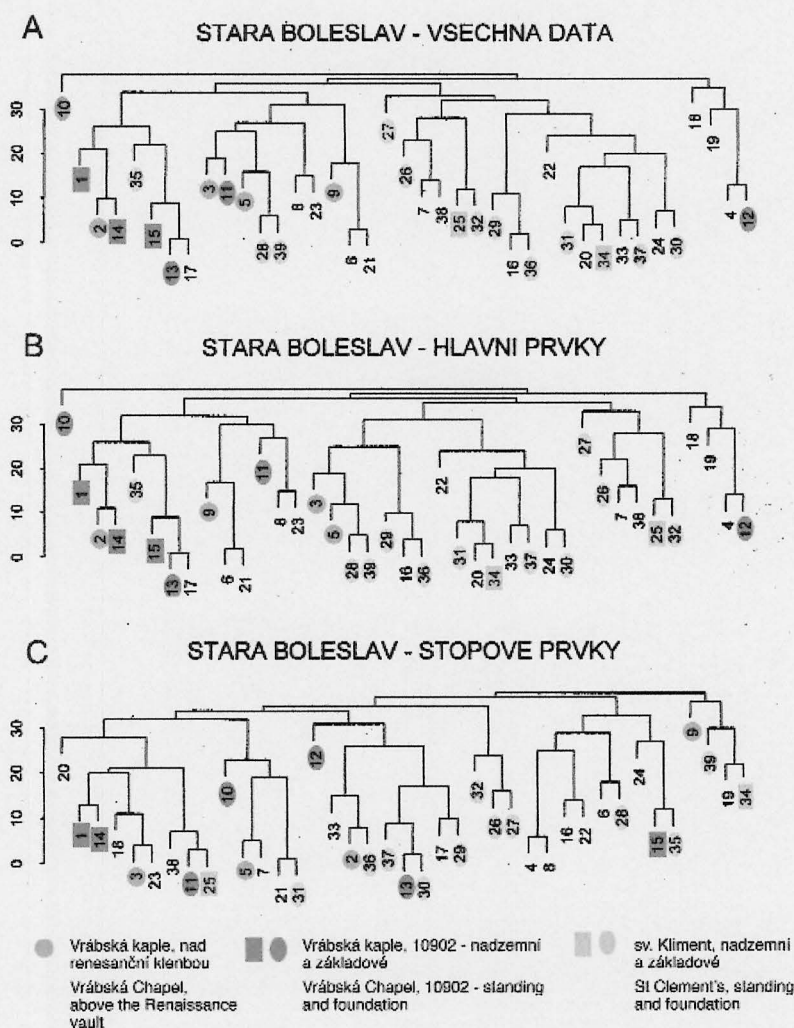 A
STARA BOLESLAV - VSECHNA DATA
30
20
10
0
10 1 2 14 35 15 13 17 3 11 5 28 39 8 23 9 6 21 27 26 7 38 25 32 29 16 36 22 31 20 34 33 37 24 30 18 19 4 12
B
STARA BOLESLAV - HLAVNI PRVKY
30
20
10
0
10 1 2 14 35 15 13 17 9 6 21 11 8 23 3 5 28 39 29 16 36 22 31 20 34 33 37 24 30 27 26 7 38 25 32 18 19 4 12
C
STARA BOLESLAV - STOPOVE PRVKY
30
20
10
0
20 1 14 18 3 23 38 11 25 10 5 7 21 31 12 33 2 36 37 13 30 17 29 32 26 27 4 8 16 22 6 28 24 15 35 9 39 19 34
Vrábská kaple, nad
renesanční klenbou
Vrábská Chapel,
above the Renaissance
vault
Vrábská kaple, 10902 - nadzemní
a základové
Vrábská Chapel, 10902 - standing
and foundation
sv. Kliment, nadzemní
a základové
St Clement's, standing
and foundation